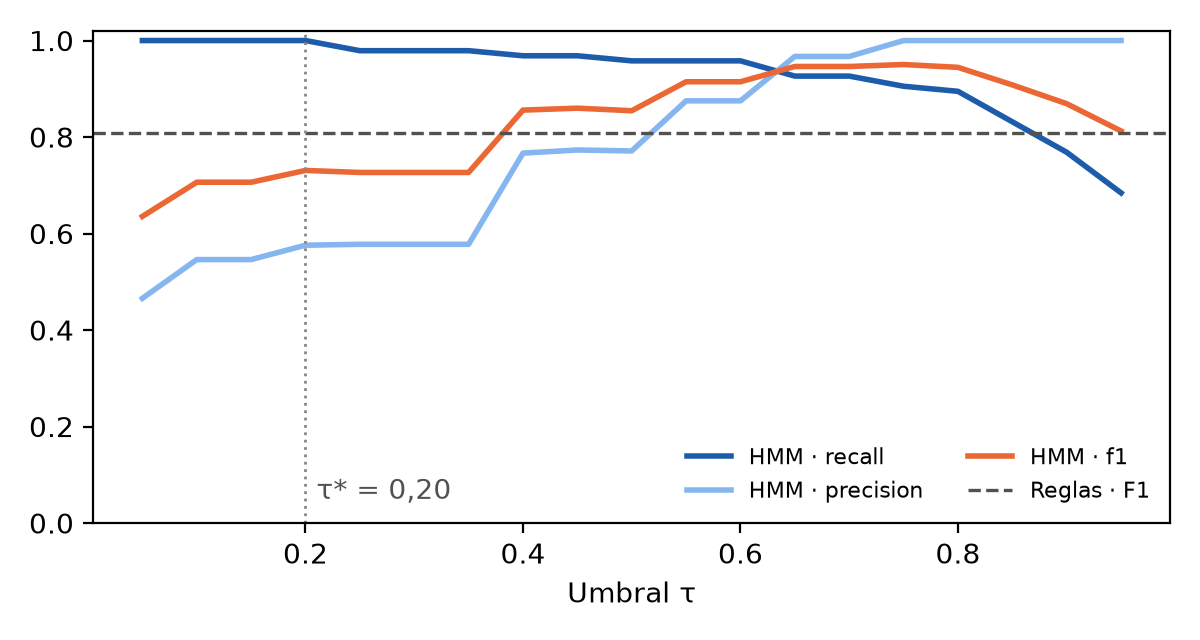 1.0
0.8
0.6
0.4
0.2
0.0
τ* = 0,20
HMM · recall
HMM · precision
HMM · f1
Reglas · F1
0.2 0.4 0.6 0.8
Umbral τ